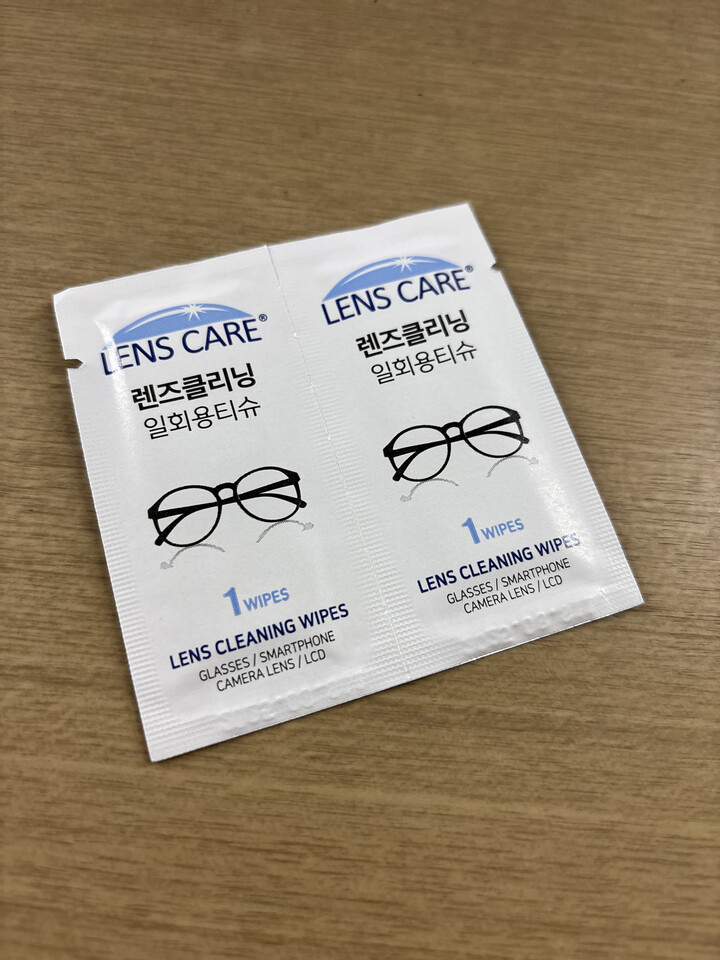 LENS CARE®
렌즈클리닝
일회용티슈
1 WIPES
LENS CLEANING WIPES
GLASSES / SMARTPHONE
CAMERA LENS / LCD
LENS CARE®
렌즈클리닝
일회용티슈
1 WIPES
LENS CLEANING WIPES
GLASSES / SMARTPHONE
CAMERA LENS / LCD